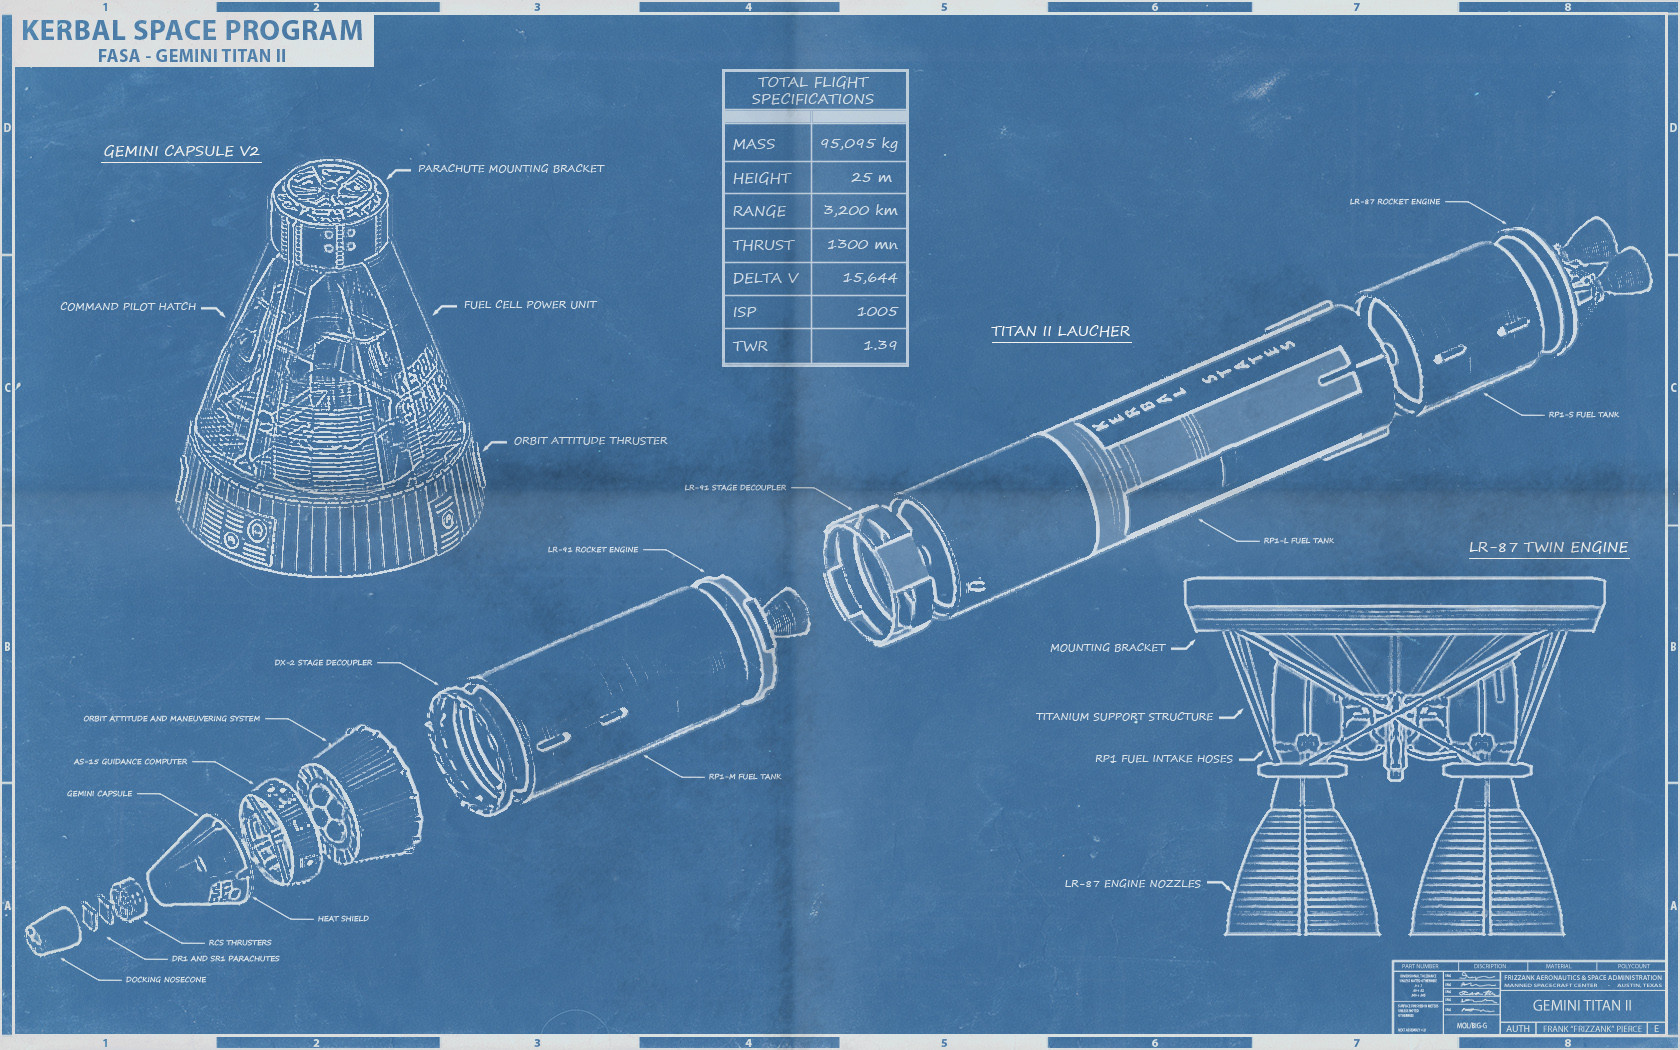 1 2 3 4 5 6 7 8
KERBAL SPACE PROGRAM
FASA - GEMINI TITAN II
D
D
TOTAL FLIGHT
SPECIFICATIONS
MASS 95,095 kg
HEIGHT 25 m
RANGE 3,200 km
THRUST 1300 mn
DELTA V 15,644
ISP 1005
TWR 1.39
GEMINI CAPSULE V2
PARACHUTE MOUNTING BRACKET
COMMAND PILOT HATCH
FUEL CELL POWER UNIT
ORBIT ATTITUDE THRUSTER
C
C
TITAN II LAUCHER
LR-87 ROCKET ENGINE
KERBAL STATES
RP1-S FUEL TANK
LR-91 STAGE DECOUPLER
RP1-L FUEL TANK
LR-91 ROCKET ENGINE
DX-2 STAGE DECOUPLER
RP1-M FUEL TANK
ORBIT ATTITUDE AND MANEUVERING SYSTEM
AS-15 GUIDANCE COMPUTER
GEMINI CAPSULE
HEAT SHIELD
RCS THRUSTERS
DR1 AND SR1 PARACHUTES
DOCKING NOSECONE
B
B
LR-87 TWIN ENGINE
MOUNTING BRACKET
TITANIUM SUPPORT STRUCTURE
RP1 FUEL INTAKE HOSES
LR-87 ENGINE NOZZLES
A
A
PART NUMBER DISCRIPTION MATERIAL POLYCOUNT
FRIZZANK AERONAUTICS & SPACE ADMINISTRATION
MANNED SPACECRAFT CENTER - AUSTIN, TEXAS
GEMINI TITAN II
MOL/BIG-G
AUTH FRANK "FRIZZANK" PIERCE E
1 2 3 4 5 6 7 8